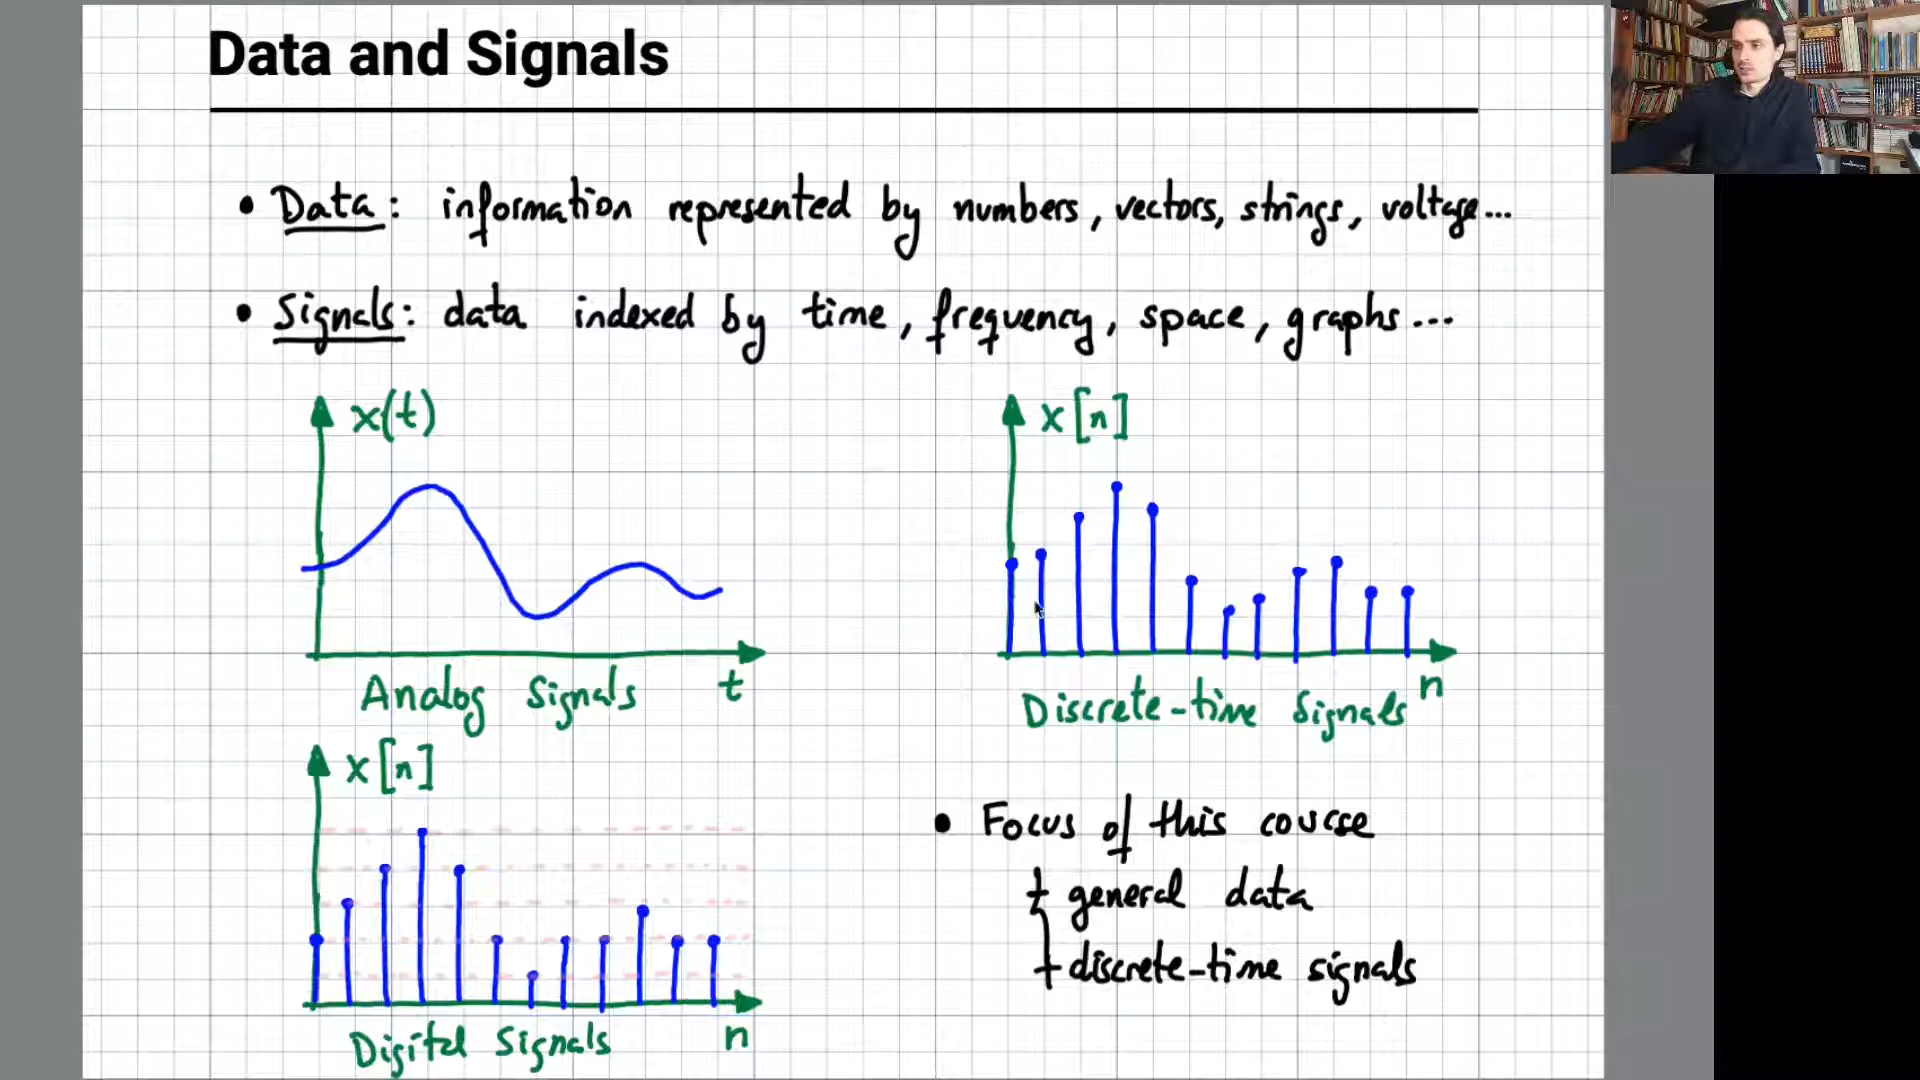 Data and Signals
• Data: information represented by numbers, vectors, strings, voltage...
• Signals: data indexed by time, frequency, space, graphs...
x(t)
t
Analog Signals
x[n]
n
Discrete-time Signals
x[n]
n
Digital Signals
• Focus of this course
general data
discrete-time signals